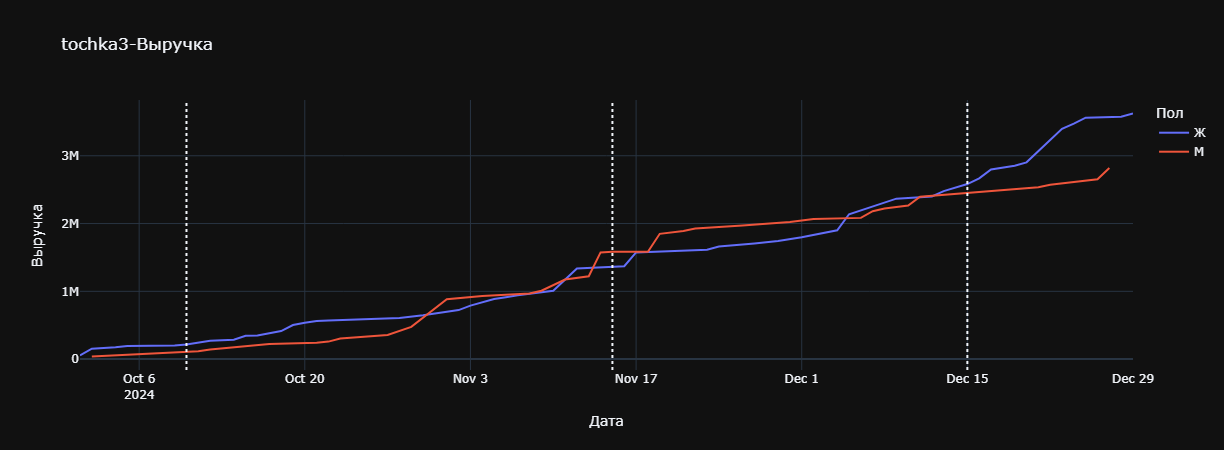 tochka3-Выручка
Пол
Ж
М
3M
2M
1M
0
Выручка
Oct 6
2024
Oct 20
Nov 3
Nov 17
Dec 1
Dec 15
Dec 29
Дата